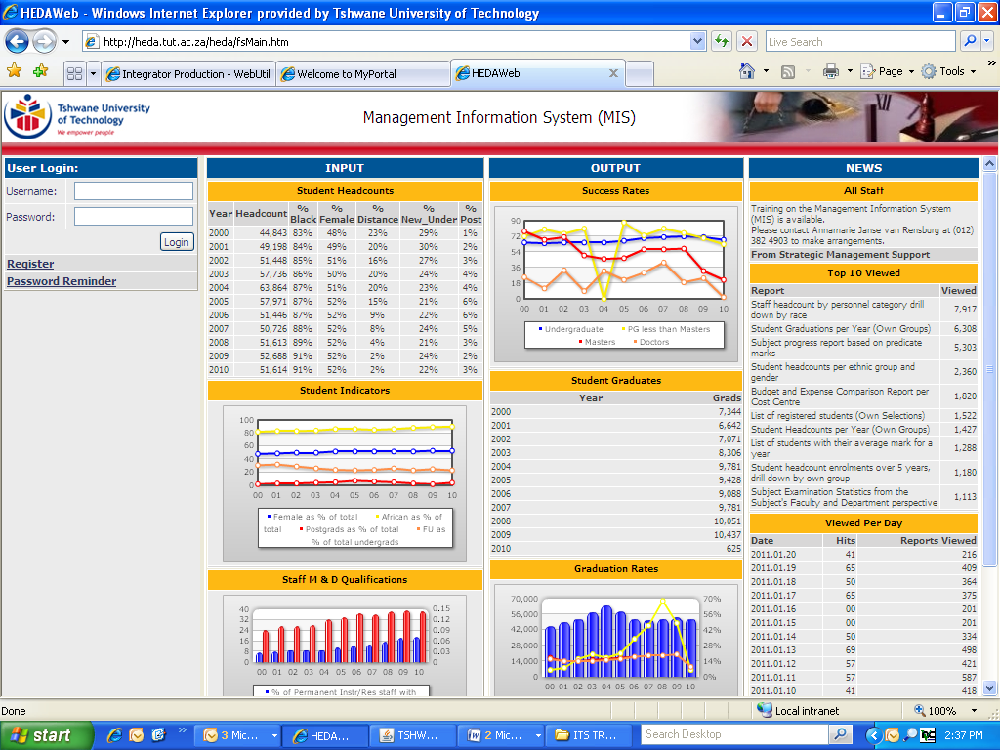 HEDAWeb - Windows Internet Explorer provided by Tshwane University of Technology
http://heda.tut.ac.za/heda/fsMain.htm
Live Search
Integrator Production - WebUtil
Welcome to MyPortal
HEDAWeb
Page
Tools
Tshwane University
of Technology
We empower people
Management Information System (MIS)
User Login:
Username:
Password:
Login
Register
Password Reminder
INPUT
Student Headcounts
Year Headcount % Black % Female % Distance % New_Under % Post
2000 44,843 83% 48% 23% 29% 1%
2001 49,198 84% 49% 20% 30% 2%
2002 51,448 85% 51% 16% 27% 3%
2003 57,736 86% 50% 20% 24% 4%
2004 63,864 87% 51% 20% 23% 4%
2005 57,971 87% 52% 15% 21% 6%
2006 51,446 87% 52% 9% 22% 6%
2007 50,726 88% 52% 8% 24% 5%
2008 51,613 89% 52% 4% 21% 3%
2009 52,688 91% 52% 2% 24% 2%
2010 51,614 91% 52% 2% 22% 3%
Student Indicators
100
80
60
40
20
0
00 01 02 03 04 05 06 07 08 09 10
Female as % of total African as % of
total Postgrads as % of total FU as
% of total undergrads
Staff M & D Qualifications
40 0.15
32 0.12
24 0.09
16 0.06
8 0.03
0 0
00 01 02 03 04 05 06 07 08 09 10
% of Permanent Instr/Res staff with
OUTPUT
Success Rates
90
72
54
36
18
0
00 01 02 03 04 05 06 07 08 09 10
Undergraduate PG less than Masters
Masters Doctors
Student Graduates
Year Grads
2000 7,344
2001 6,642
2002 7,071
2003 8,306
2004 9,781
2005 9,428
2006 9,088
2007 9,781
2008 10,051
2009 10,437
2010 625
Graduation Rates
70,000 70%
56,000 56%
42,000 42%
28,000 28%
14,000 14%
0 0%
00 01 02 03 04 05 06 07 08 09 10
NEWS
All Staff
Training on the Management Information System
(MIS) is available.
Please contact Annamarie Janse van Rensburg at (012)
382 4903 to make arrangements.
From Strategic Management Support
Top 10 Viewed
Report Viewed
Staff headcount by personnel category drill
down by race 7,917
Student Graduations per Year (Own Groups) 6,308
Subject progress report based on predicate
marks 5,303
Student headcounts per ethnic group and
gender 2,360
Budget and Expense Comparison Report per
Cost Centre 1,820
List of registered students (Own Selections) 1,522
Student Headcounts per Year (Own Groups) 1,427
List of students with their average mark for a
year 1,288
Student headcount enrolments over 5 years,
drill down by own group 1,180
Subject Examination Statistics from the
Subject's Faculty and Department perspective 1,113
Viewed Per Day
Date Hits Reports Viewed
2011.01.20 41 216
2011.01.19 65 409
2011.01.18 50 364
2011.01.17 65 375
2011.01.16 00 201
2011.01.15 00 201
2011.01.14 50 334
2011.01.13 69 498
2011.01.12 57 421
2011.01.11 57 587
2011.01.10 41 418
Done
Local intranet
100%
start
3 Mic...
HEDA...
TSHW...
2 Mic...
ITS TR...
Search Desktop
2:37 PM